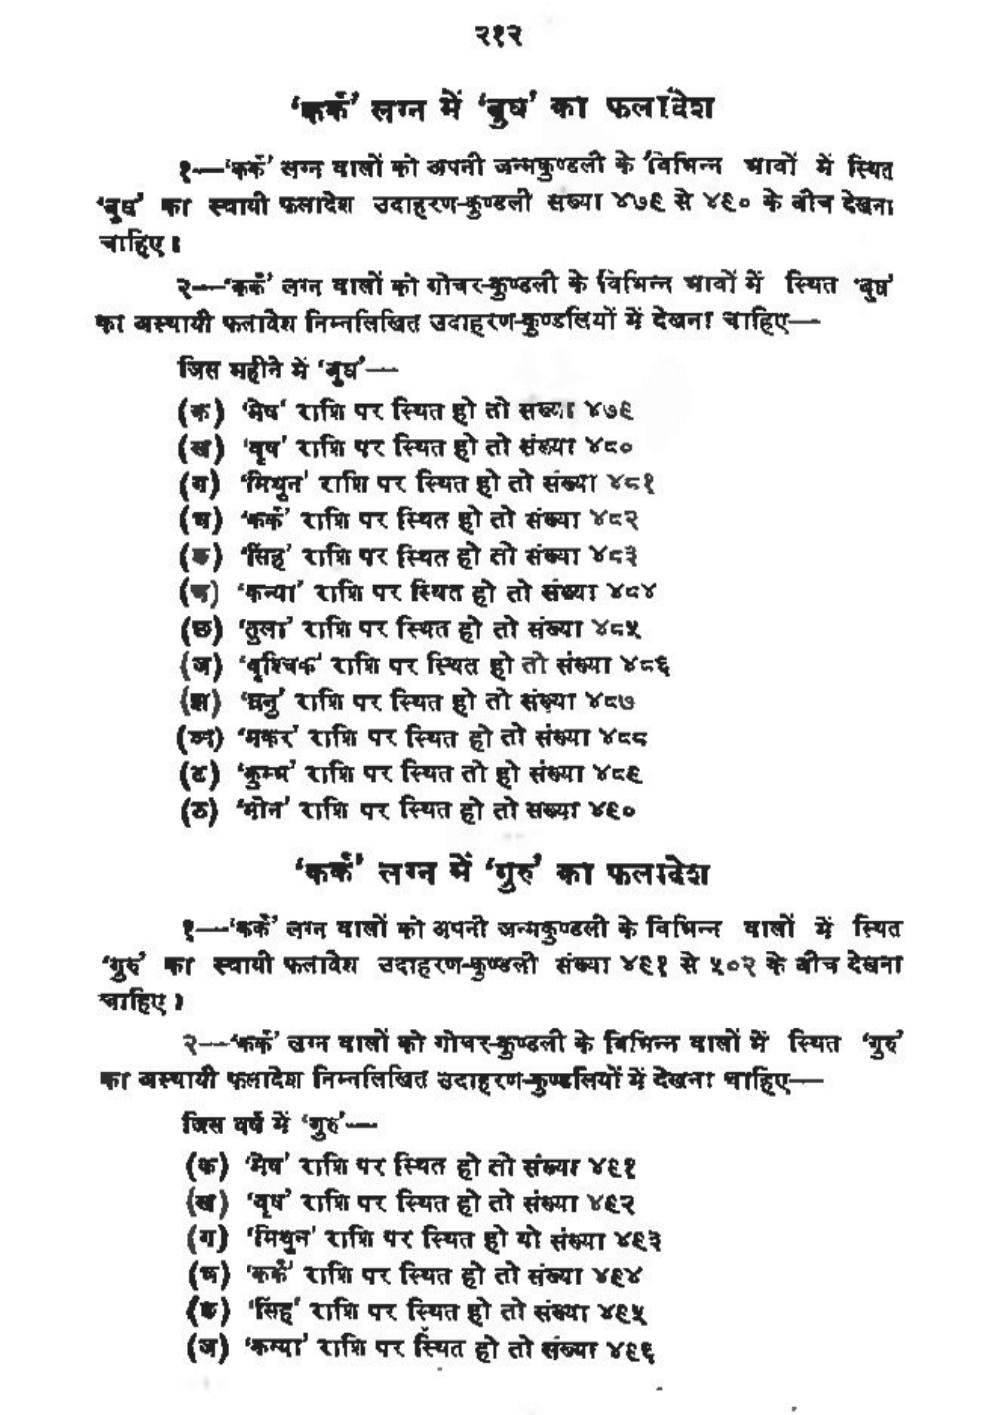 २१२
‘कर्क’ लग्न में ‘बुध’ का फलादेश
१—‘कर्क’ लग्न वालों को अपनी जन्मकुण्डली के विभिन्न भावों में स्थित
‘बुध’ का स्थायी फलादेश उदाहरण-कुण्डली संख्या ४७९ से ४९० के बीच देखना
चाहिए।
२—‘कर्क’ लग्न वालों को गोचर-कुण्डली के विभिन्न भावों में स्थित ‘बुध’
का अस्थायी फलादेश निम्नलिखित उदाहरण-कुण्डलियों में देखना चाहिए—
जिस महीने में ‘बुध’—
(क) ‘मेष’ राशि पर स्थित हो तो संख्या ४७९
(ख) ‘वृष’ राशि पर स्थित हो तो संख्या ४८०
(ग) ‘मिथुन’ राशि पर स्थित हो तो संख्या ४८१
(घ) ‘कर्क’ राशि पर स्थित हो तो संख्या ४८२
(ङ) ‘सिंह’ राशि पर स्थित हो तो संख्या ४८३
(च) ‘कन्या’ राशि पर स्थित हो तो संख्या ४८४
(छ) ‘तुला’ राशि पर स्थित हो तो संख्या ४८५
(ज) ‘वृश्चिक’ राशि पर स्थित हो तो संख्या ४८६
(झ) ‘धनु’ राशि पर स्थित हो तो संख्या ४८७
(ञ) ‘मकर’ राशि पर स्थित हो तो संख्या ४८८
(ट) ‘कुम्भ’ राशि पर स्थित तो हो संख्या ४८९
(ठ) ‘मीन’ राशि पर स्थित हो तो संख्या ४९०
‘कर्क’ लग्न में ‘गुरु’ का फलादेश
१—‘कर्क’ लग्न वालों को अपनी जन्मकुण्डली के विभिन्न वालों में स्थित
‘गुरु’ का स्थायी फलादेश उदाहरण-कुण्डली संख्या ४९१ से ५०२ के बीच देखना
चाहिए।
२—‘कर्क’ लग्न वालों को गोचर-कुण्डली के विभिन्न वालों में स्थित ‘गुरु’
का अस्थायी फलादेश निम्नलिखित उदाहरण-कुण्डलियों में देखना चाहिए—
जिस वर्ष में ‘गुरु’—
(क) ‘मेष’ राशि पर स्थित हो तो संख्या ४९१
(ख) ‘वृष’ राशि पर स्थित हो तो संख्या ४९२
(ग) ‘मिथुन’ राशि पर स्थित हो यो संख्या ४९३
‘कर्क’ राशि पर स्थित हो तो संख्या ४९४
(ङ) ‘सिंह’ राशि पर स्थित हो तो संख्या ४९५
(ज) ‘कन्या’ राशि पर स्थित हो तो संख्या ४९६